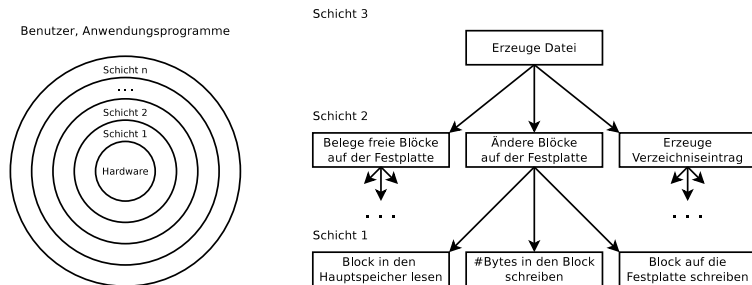 Benutzer, Anwendungsprogramme
Schicht n
...
Schicht 2
Schicht 1
Hardware
Schicht 3
Erzeuge Datei
Schicht 2
Belege freie Blöcke
auf der Festplatte
Ändere Blöcke
auf der Festplatte
Erzeuge
Verzeichniseintrag
...
...
Schicht 1
Block in den
Hauptspeicher lesen
#Bytes in den Block
schreiben
Block auf die
Festplatte schreiben